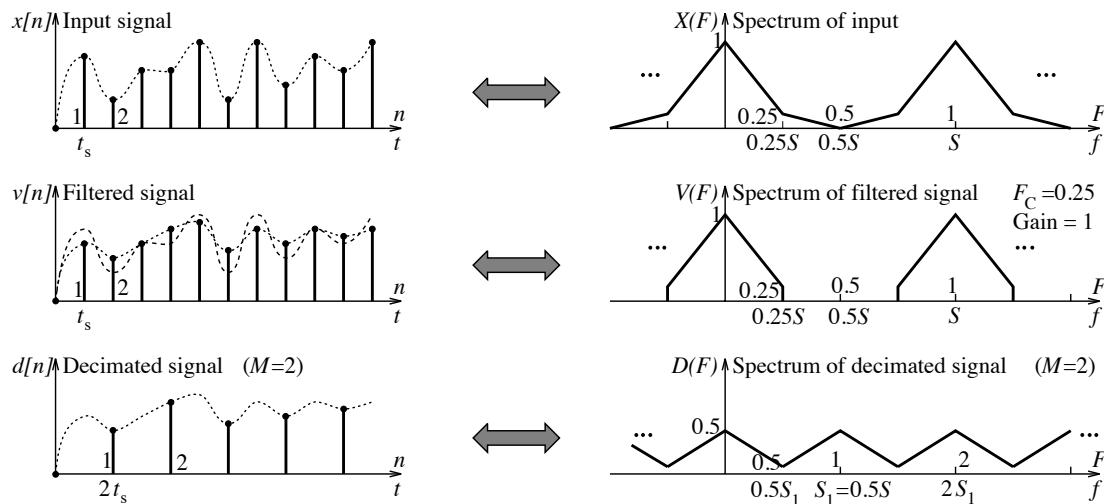 x[n] Input signal
1
2
n
t_s
t
X(F) Spectrum of input
1
...
...
0.25
0.5
1
F
0.25S
0.5S
S
f
v[n] Filtered signal
1
2
n
t_s
t
V(F) Spectrum of filtered signal
F_C = 0.25
Gain = 1
1
...
...
0.25
0.5
1
F
0.25S
0.5S
S
f
d[n] Decimated signal (M=2)
1
2
n
2t_s
t
D(F) Spectrum of decimated signal (M=2)
0.5
...
...
0.5
1
2
F
0.5S_1
S_1=0.5S
2S_1
f